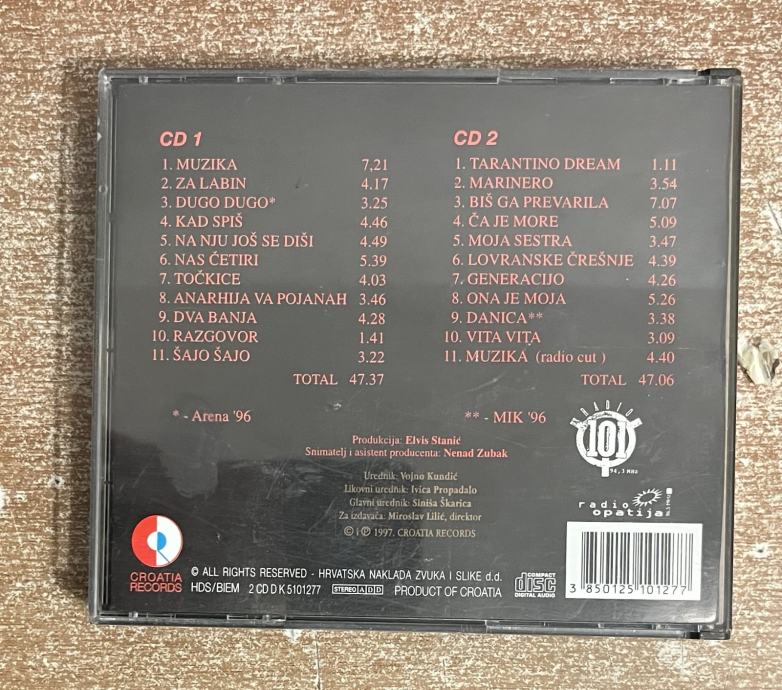 CD 1
1. MUZIKA 7,21
2. ZA LABIN 4.17
3. DUGO DUGO* 3.25
4. KAD SPIŠ 4.46
5. NA NJU JOŠ SE DIŠI 4.49
6. NAS ČETIRI 5.39
7. TOČKICE 4.03
8. ANARHIJA VA POJANAH 3.46
9. DVA BANJA 4.28
10. RAZGOVOR 1.41
11. ŠAJO ŠAJO 3.22
TOTAL 47.37
* - Arena '96
CD 2
1. TARANTINO DREAM 1.11
2. MARINERO 3.54
3. BIŠ GA PREVARILA 7.07
4. ČA JE MORE 5.09
5. MOJA SESTRA 3.47
6. LOVRANSKE ČREŠNJE 4.39
7. GENERACIJO 4.26
8. ONA JE MOJA 5.26
9. DANICA** 3.38
10. VITA VITA 3.09
11. MUZIKA (radio cut ) 4.40
TOTAL 47.06
** - MIK '96
Produkcija: Elvis Stanić
Snimatelj i asistent producenta: Nenad Zubak
Urednik: Vojno Kundić
Likovni urednik: Ivica Propadalo
Glavni urednik: Siniša Škarica
Za izdavača: Miroslav Lilić, direktor
© i ℗ 1997. CROATIA RECORDS
RADIO
101
94,3 MHz
radio
opatija
CROATIA
RECORDS
© ALL RIGHTS RESERVED - HRVATSKA NAKLADA ZVUKA I SLIKE d.d.
HDS/BIEM 2 CD D K 5101277 STEREO A D D PRODUCT OF CROATIA
COMPACT
disc
DIGITAL AUDIO
3 850125 101277